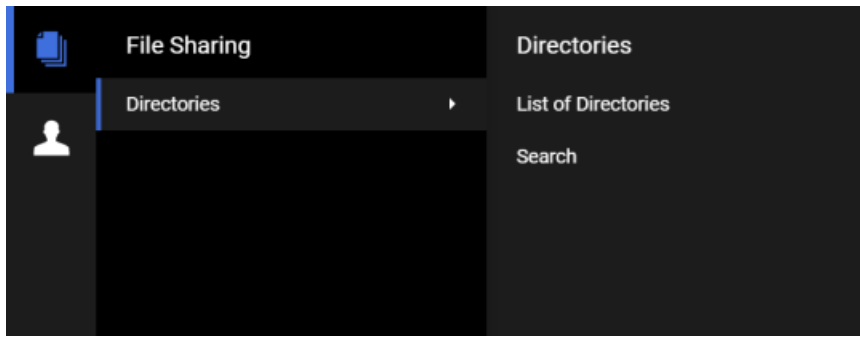 File Sharing
Directories
Directories
List of Directories
Search